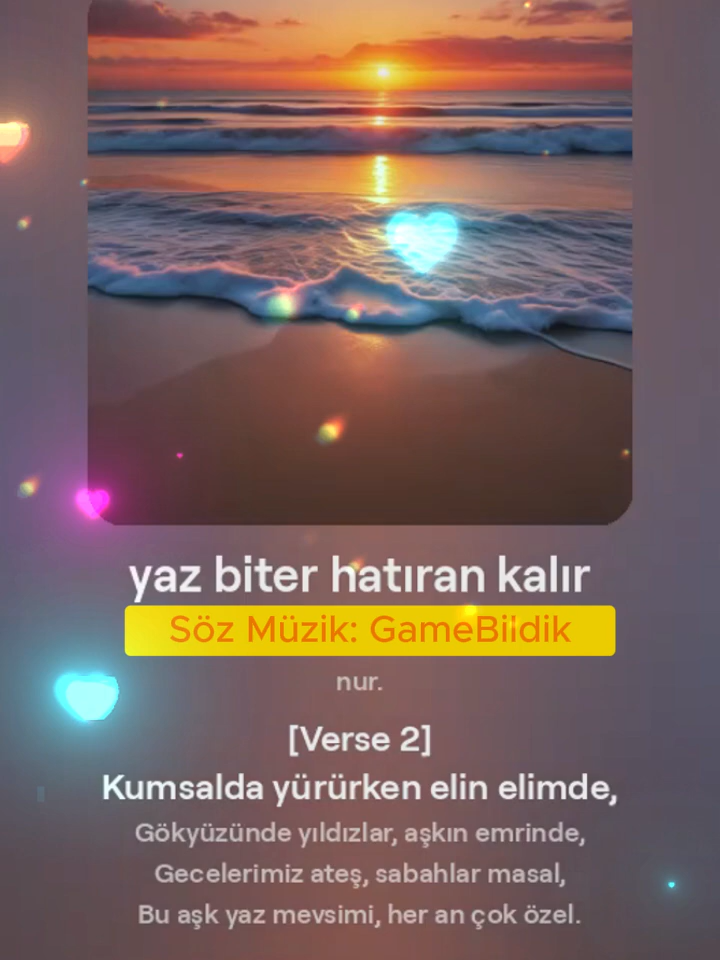 yaz biter hatıran kalır
Söz Müzik: GameBildik
nur.
[Verse 2]
Kumsalda yürürken elin elimde,
Gökyüzünde yıldızlar, aşkın emrinde,
Gecelerimiz ateş, sabahlar masal,
Bu aşk yaz mevsimi, her an çok özel.